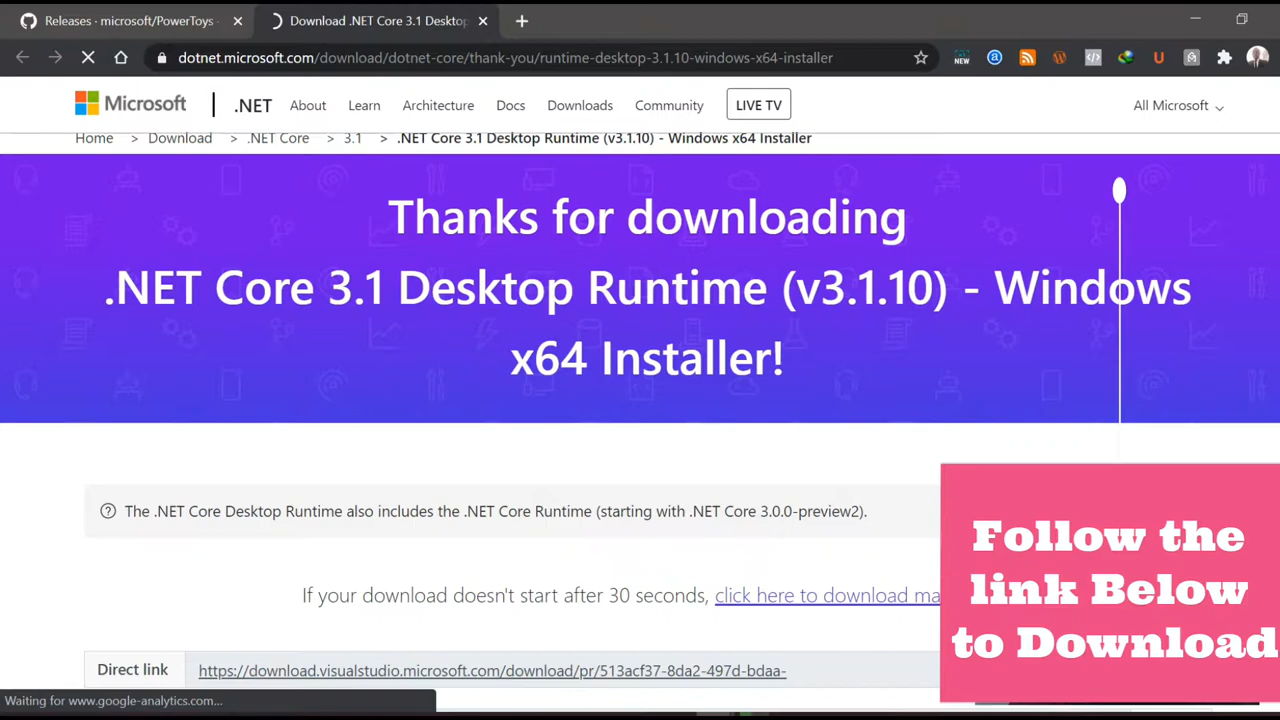 Releases · microsoft/PowerToys
Download .NET Core 3.1 Desktop
dotnet.microsoft.com/download/dotnet-core/thank-you/runtime-desktop-3.1.10-windows-x64-installer
NEW
Microsoft .NET About Learn Architecture Docs Downloads Community LIVE TV All Microsoft
Home > Download > .NET Core > 3.1 > .NET Core 3.1 Desktop Runtime (v3.1.10) - Windows x64 Installer
Thanks for downloading
.NET Core 3.1 Desktop Runtime (v3.1.10) - Windows
x64 Installer!
The .NET Core Desktop Runtime also includes the .NET Core Runtime (starting with .NET Core 3.0.0-preview2).
If your download doesn't start after 30 seconds, click here to download ma
Direct link https://download.visualstudio.microsoft.com/download/pr/513acf37-8da2-497d-bdaa-
Waiting for www.google-analytics.com...
Follow the
link Below
to Download